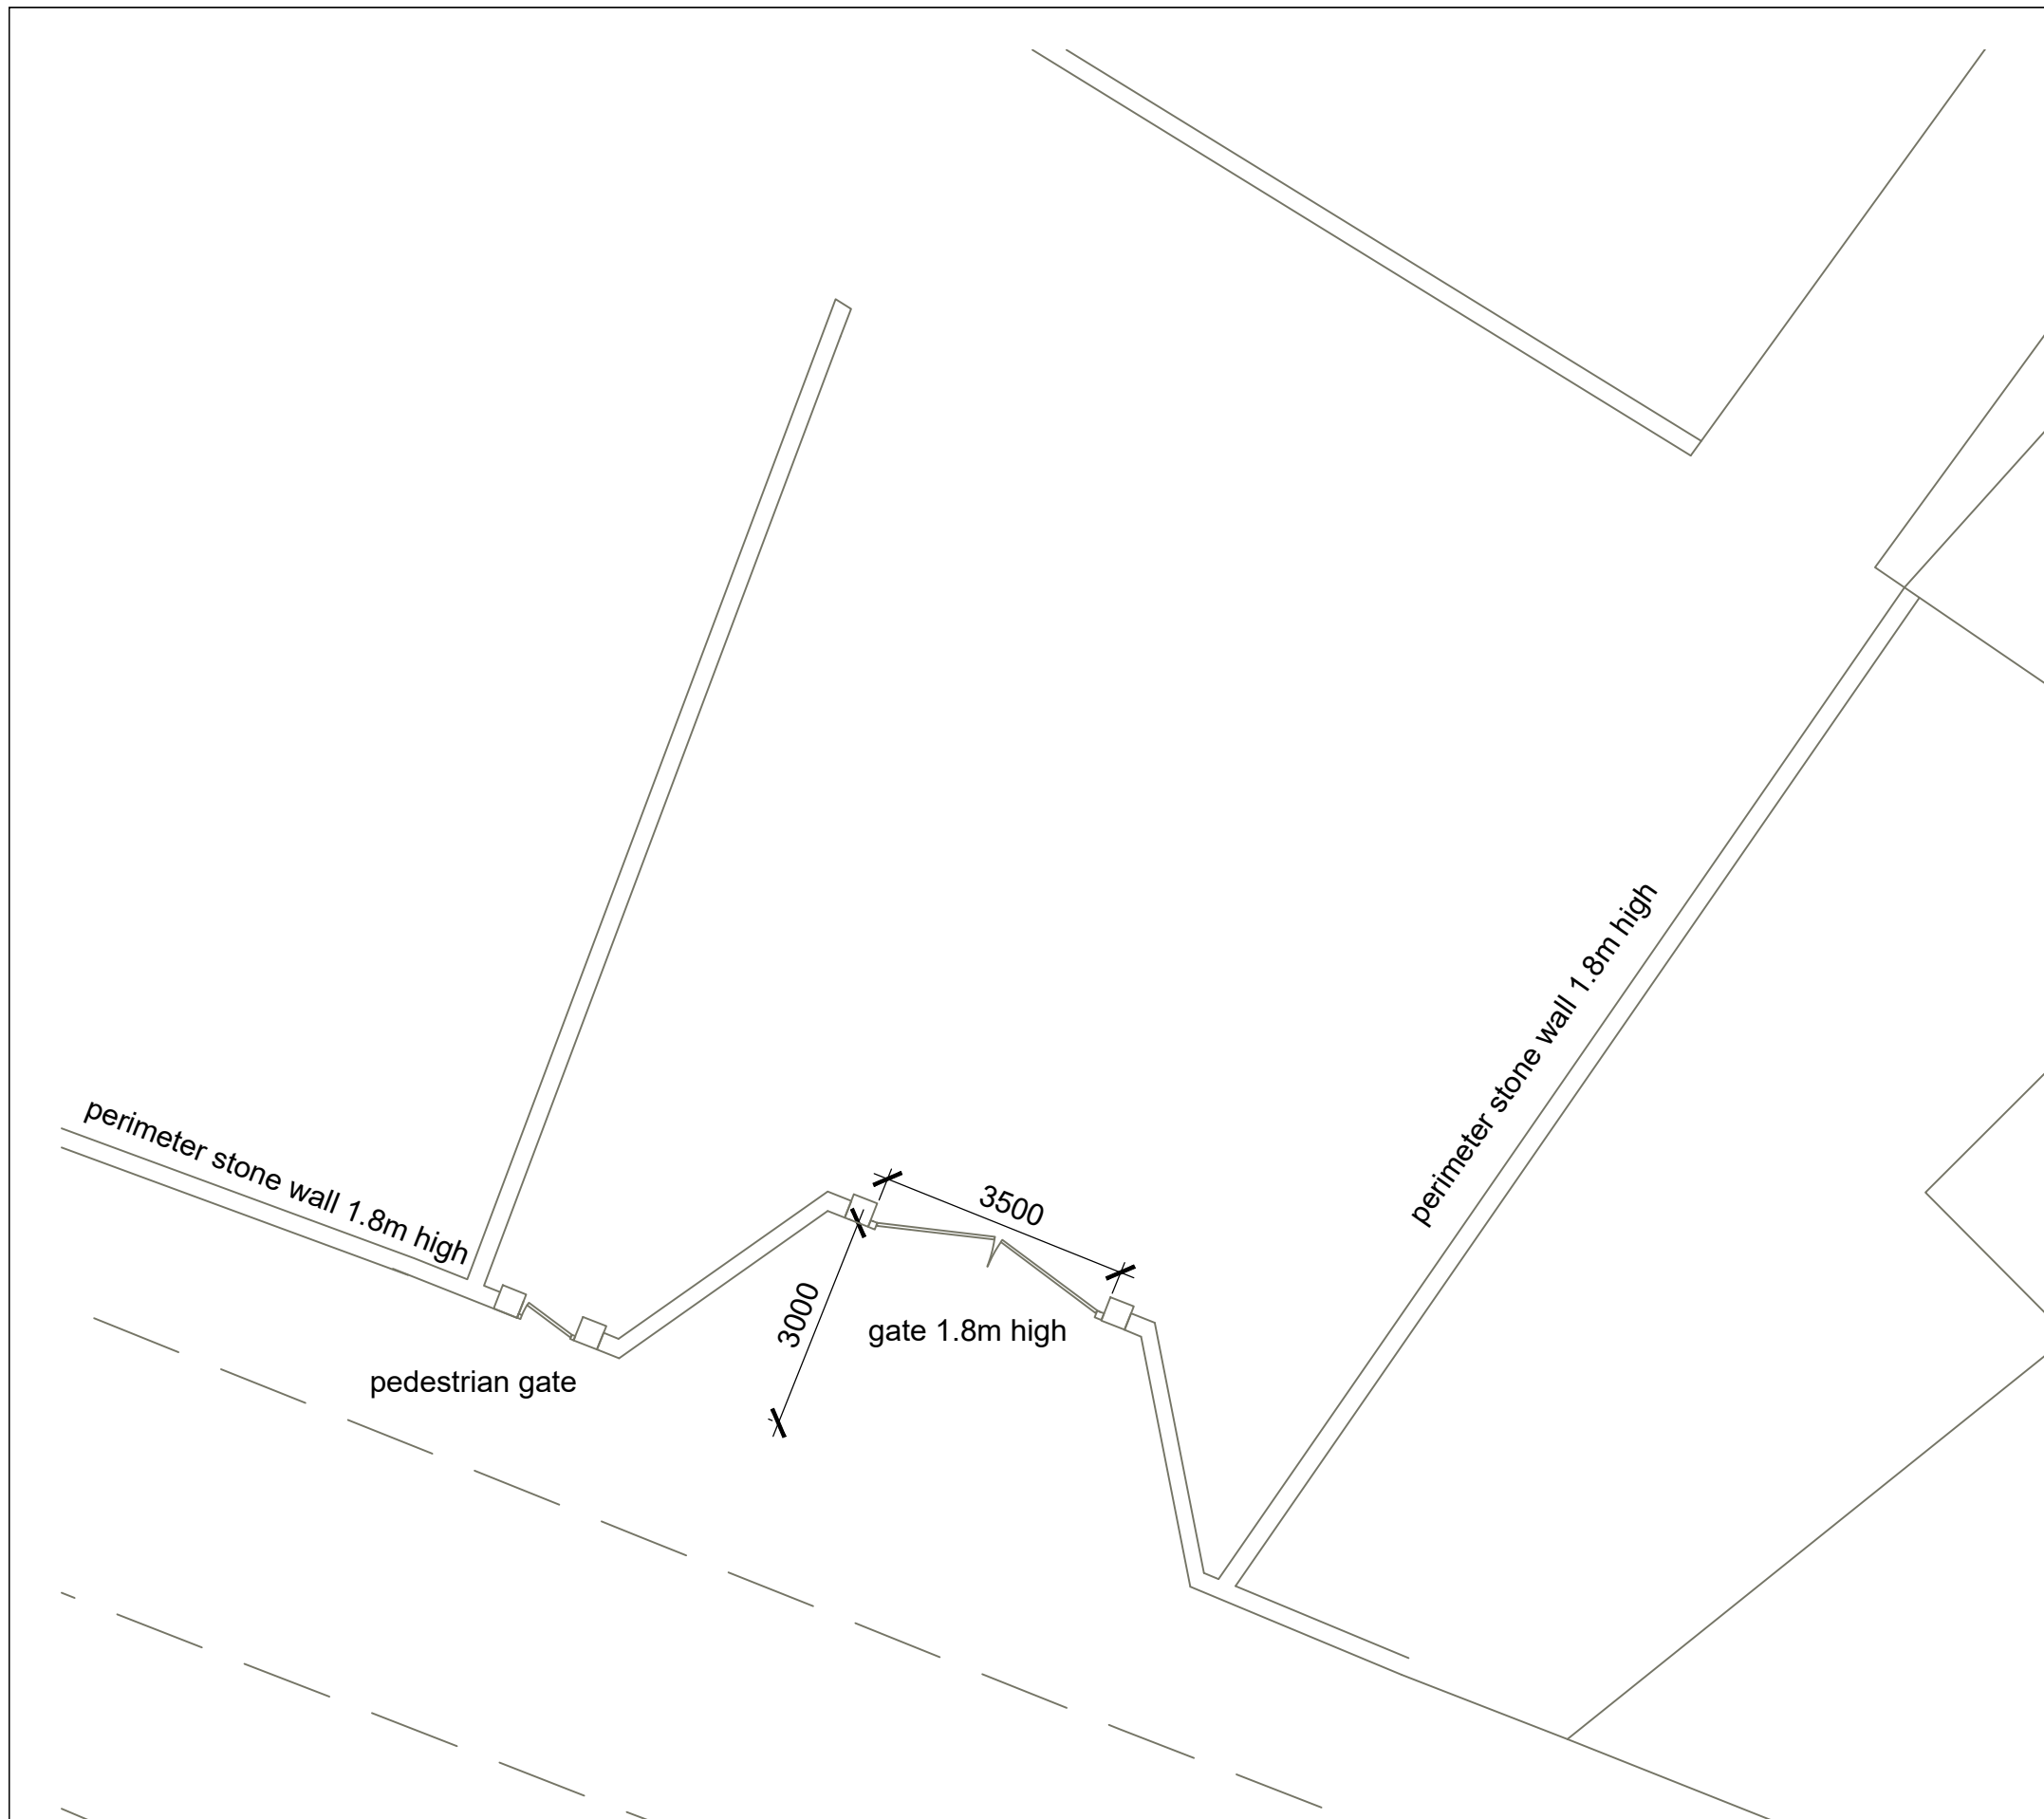 perimeter stone wall 1.8m high
perimeter stone wall 1.8m high
3500
3000
gate 1.8m high
pedestrian gate